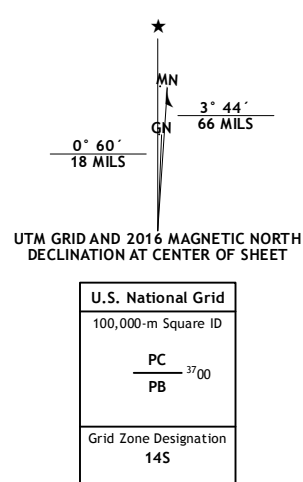 MN
3° 44´
GN
66 MILS
0° 60´
18 MILS
UTM GRID AND 2016 MAGNETIC NORTH
DECLINATION AT CENTER OF SHEET
U.S. National Grid
100,000-m Square ID
PC
3700
PB
Grid Zone Designation
14S